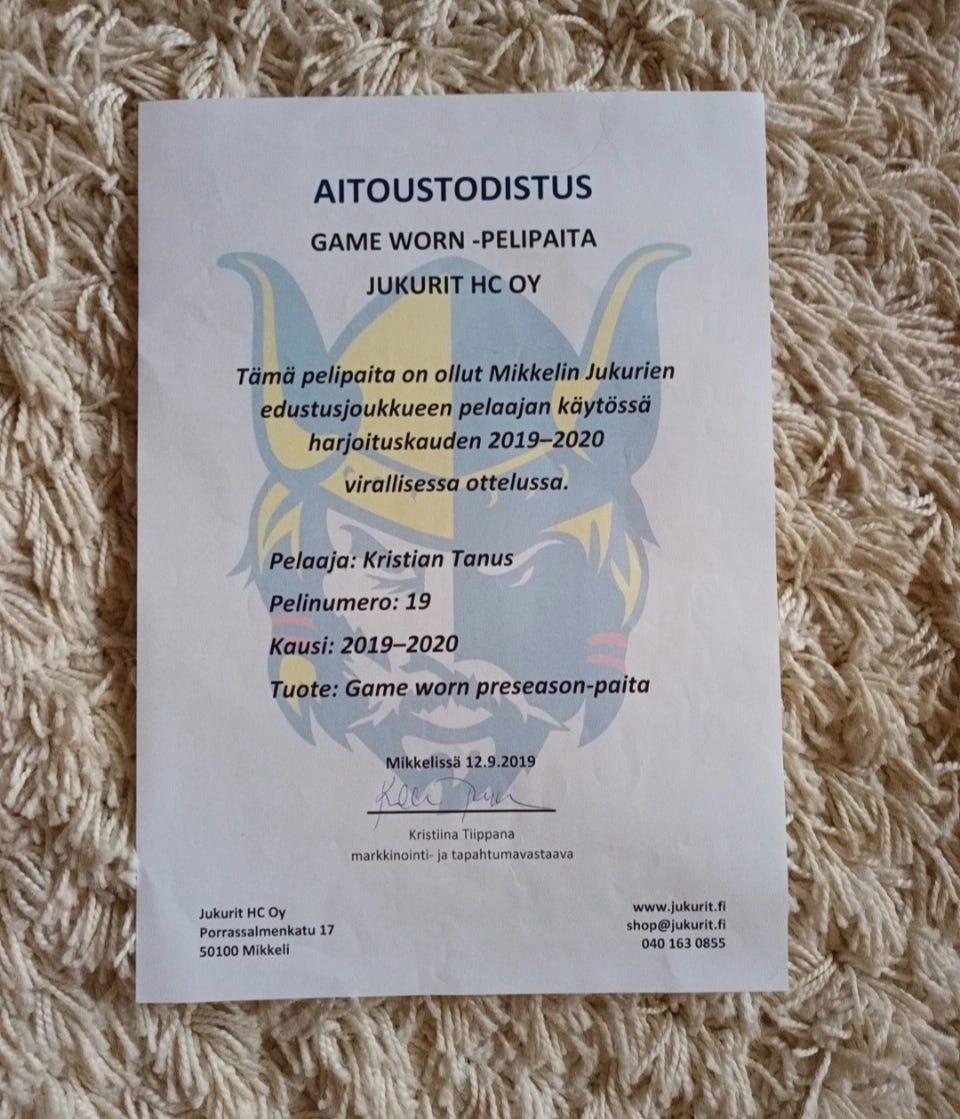 AITOUSTODISTUS
GAME WORN -PELIPAITA
JUKURIT HC OY
Tämä pelipaita on ollut Mikkelin Jukurien
edustusjoukkueen pelaajan käytössä
harjoituskauden 2019–2020
virallisessa ottelussa.
Pelaaja: Kristian Tanus
Pelinumero: 19
Kausi: 2019–2020
Tuote: Game worn preseason-paita
Mikkelissä 12.9.2019
Kristiina Tiippana
markkinointi- ja tapahtumavastaava
Jukurit HC Oy
Porrassalmenkatu 17
50100 Mikkeli
www.jukurit.fi
shop@jukurit.fi
040 163 0855